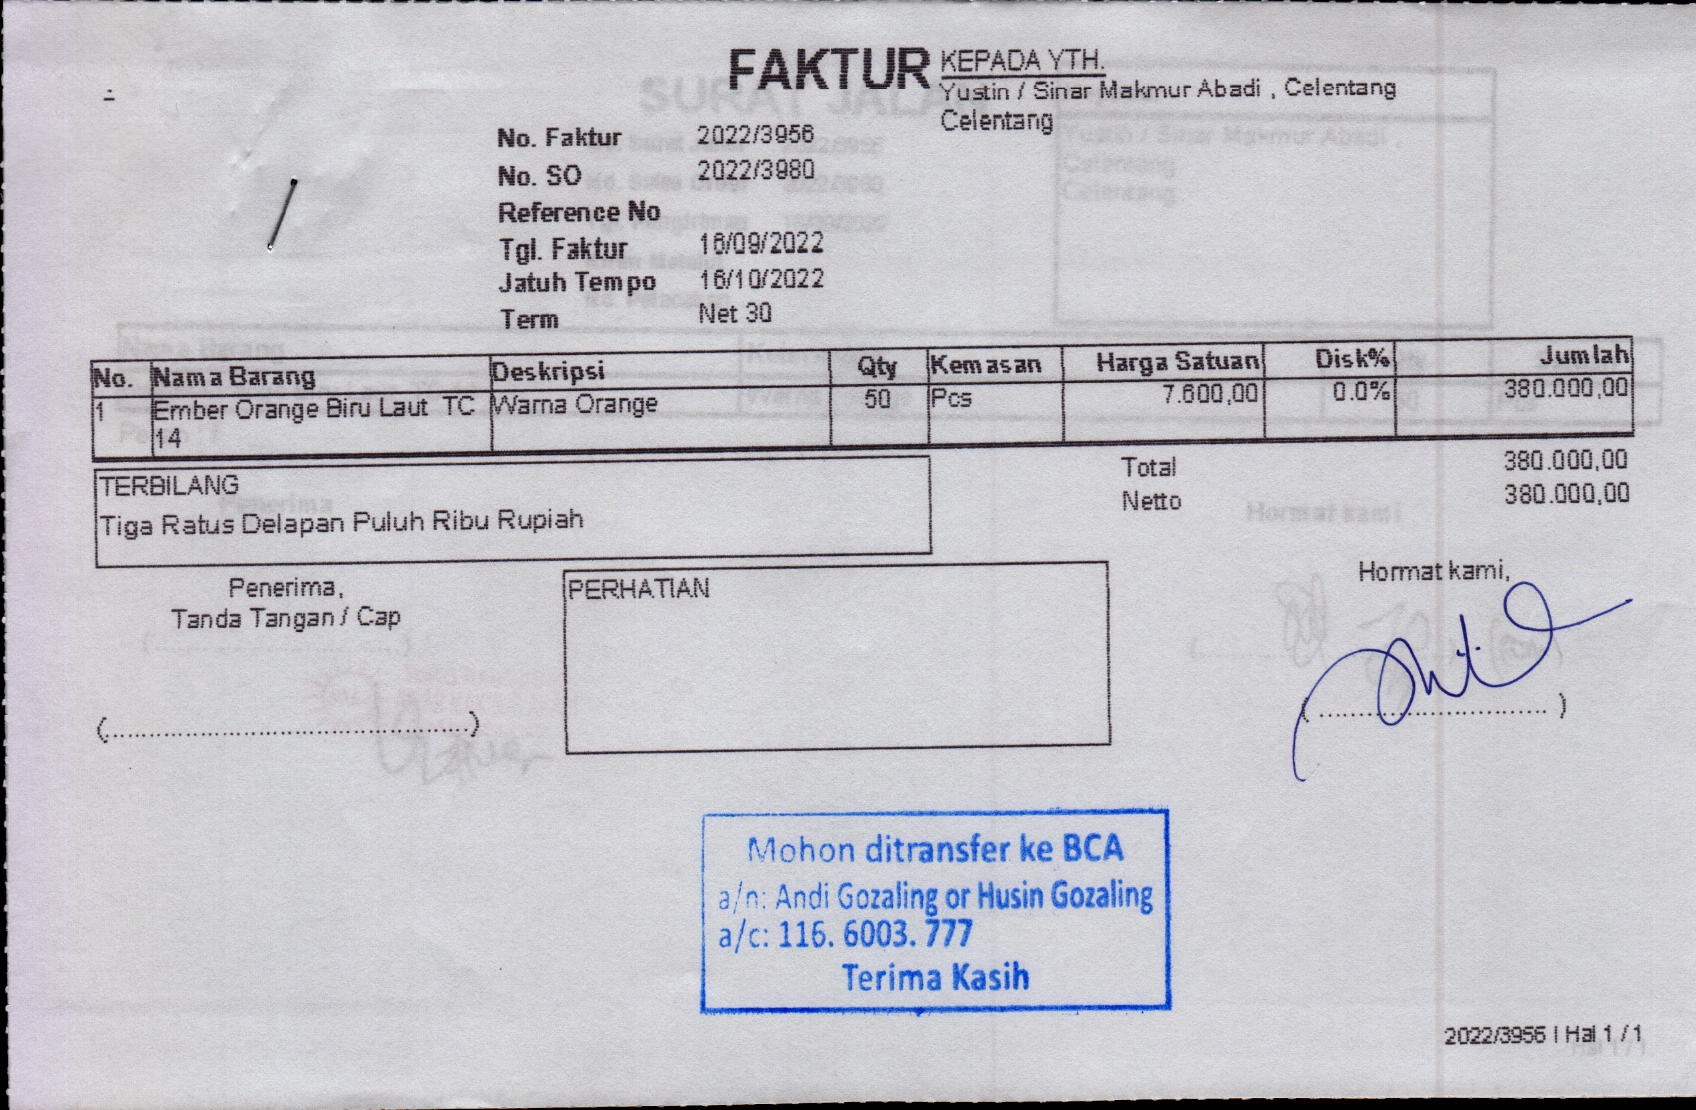 FAKTUR
KEPADA YTH.
Yustin / Sinar Makmur Abadi , Celentang
Celentang
No. Faktur 2022/3956
No. SO 2022/3980
Reference No
Tgl. Faktur 16/09/2022
Jatuh Tempo 16/10/2022
Term Net 30
No. Nama Barang Deskripsi Qty Kemasan Harga Satuan Disk% Jumlah
1 Ember Orange Biru Laut TC Warna Orange 50 Pcs 7.600,00 0.0% 380.000,00
14
Total 380.000,00
Netto 380.000,00
TERBILANG
Tiga Ratus Delapan Puluh Ribu Rupiah
Penerima,
Tanda Tangan / Cap
(..............................................)
PERHATIAN
Hormat kami,
(..............................)
Mohon ditransfer ke BCA
a/n: Andi Gozaling or Husin Gozaling
a/c: 116. 6003. 777
Terima Kasih
2022/3956 | Hal 1 / 1